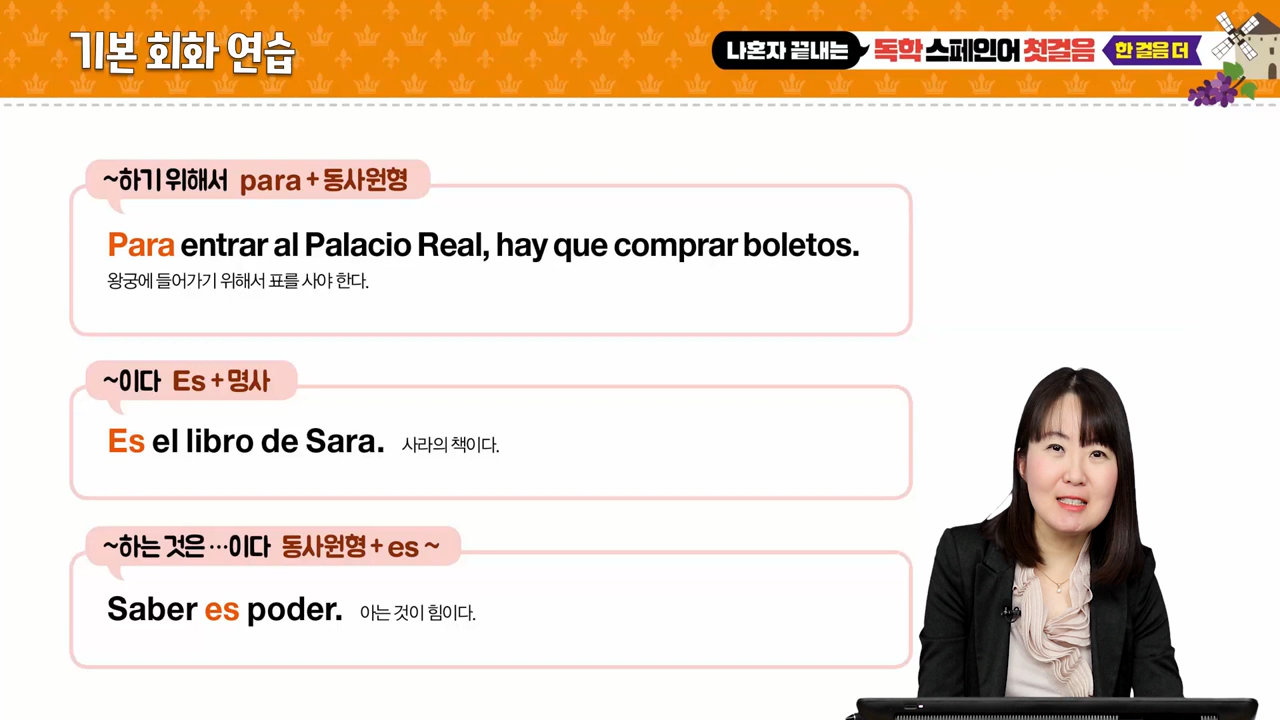 기본 회화 연습
나혼자 끝내는 독학 스페인어 첫걸음 한 걸음 더
~하기 위해서 para + 동사원형
Para entrar al Palacio Real, hay que comprar boletos.
왕궁에 들어가기 위해서 표를 사야 한다.
~이다 Es + 명사
Es el libro de Sara. 사라의 책이다.
~하는 것은 …이다 동사원형 + es ~
Saber es poder. 아는 것이 힘이다.